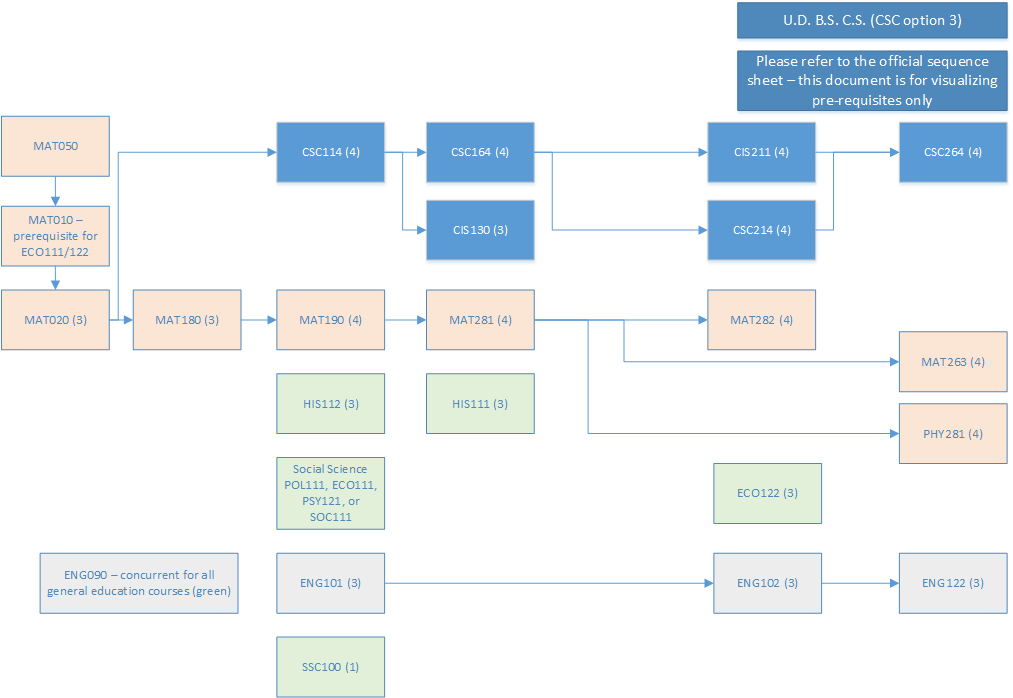 U.D. B.S. C.S. (CSC option 3)
Please refer to the official sequence
sheet – this document is for visualizing
pre-requisites only
MAT050
CSC114 (4)
CSC164 (4)
CIS211 (4)
CSC264 (4)
MAT010 –
prerequisite for
ECO111/122
CIS130 (3)
CSC214 (4)
MAT020 (3)
MAT180 (3)
MAT190 (4)
MAT281 (4)
MAT282 (4)
MAT263 (4)
HIS112 (3)
HIS111 (3)
PHY281 (4)
Social Science
POL111, ECO111,
PSY121, or
SOC111
ECO122 (3)
ENG090 – concurrent for all
general education courses (green)
ENG101 (3)
ENG102 (3)
ENG122 (3)
SSC100 (1)